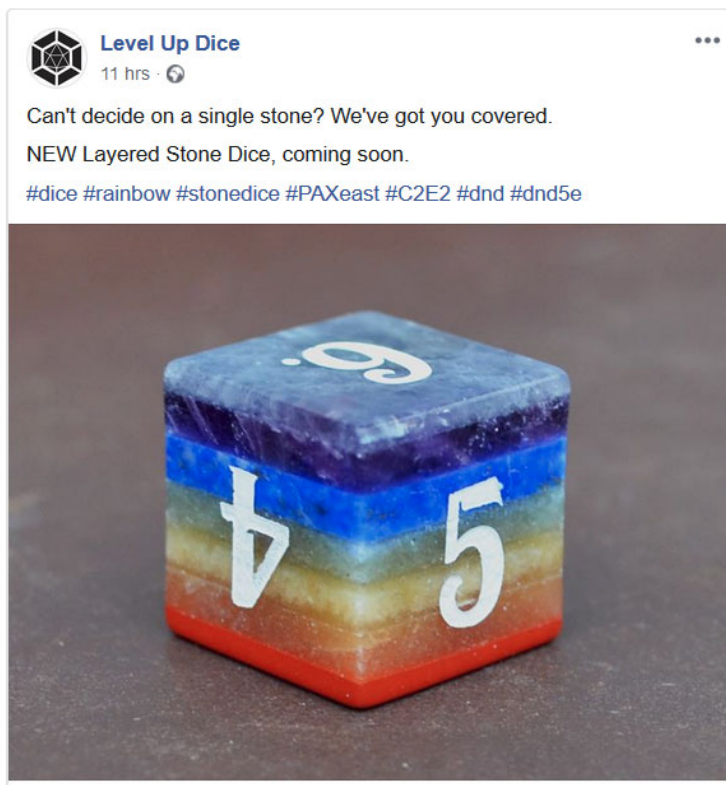 Level Up Dice
11 hrs ·
Can't decide on a single stone? We've got you covered.
NEW Layered Stone Dice, coming soon.
#dice #rainbow #stonedice #PAXeast #C2E2 #dnd #dnd5e
6.
4
5